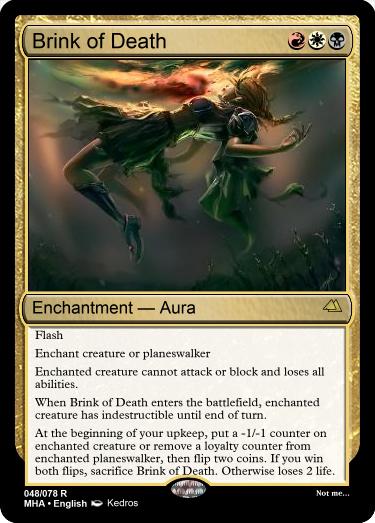 Brink of Death
Enchantment — Aura
Flash
Enchant creature or planeswalker
Enchanted creature cannot attack or block and loses all
abilities.
When Brink of Death enters the battlefield, enchanted
creature has indestructible until end of turn.
At the beginning of your upkeep, put a -1/-1 counter on
enchanted creature or remove a loyalty counter from
enchanted planeswalker, then flip two coins. If you win
both flips, sacrifice Brink of Death. Otherwise loses 2 life.
048/078 R
Not me...
MHA • English Kedros